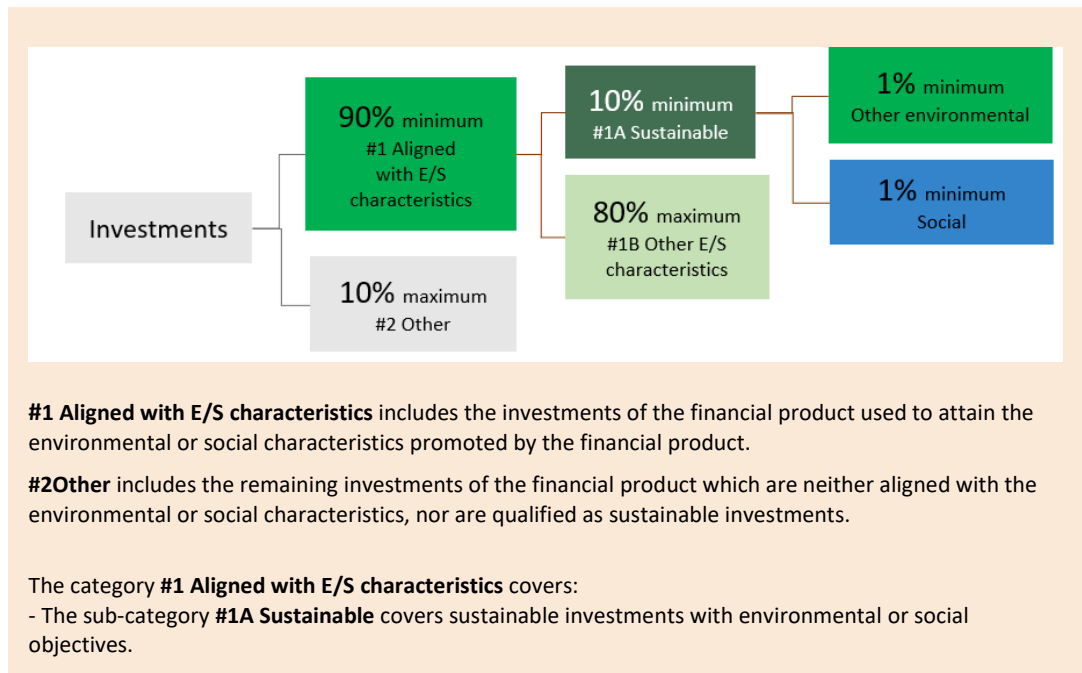 Investments
90% minimum
#1 Aligned
with E/S
characteristics
10% maximum
#2 Other
10% minimum
#1A Sustainable
80% maximum
#1B Other E/S
characteristics
1% minimum
Other environmental
1% minimum
Social
#1 Aligned with E/S characteristics includes the investments of the financial product used to attain the
environmental or social characteristics promoted by the financial product.
#2Other includes the remaining investments of the financial product which are neither aligned with the
environmental or social characteristics, nor are qualified as sustainable investments.
The category #1 Aligned with E/S characteristics covers:
- The sub-category #1A Sustainable covers sustainable investments with environmental or social
objectives.